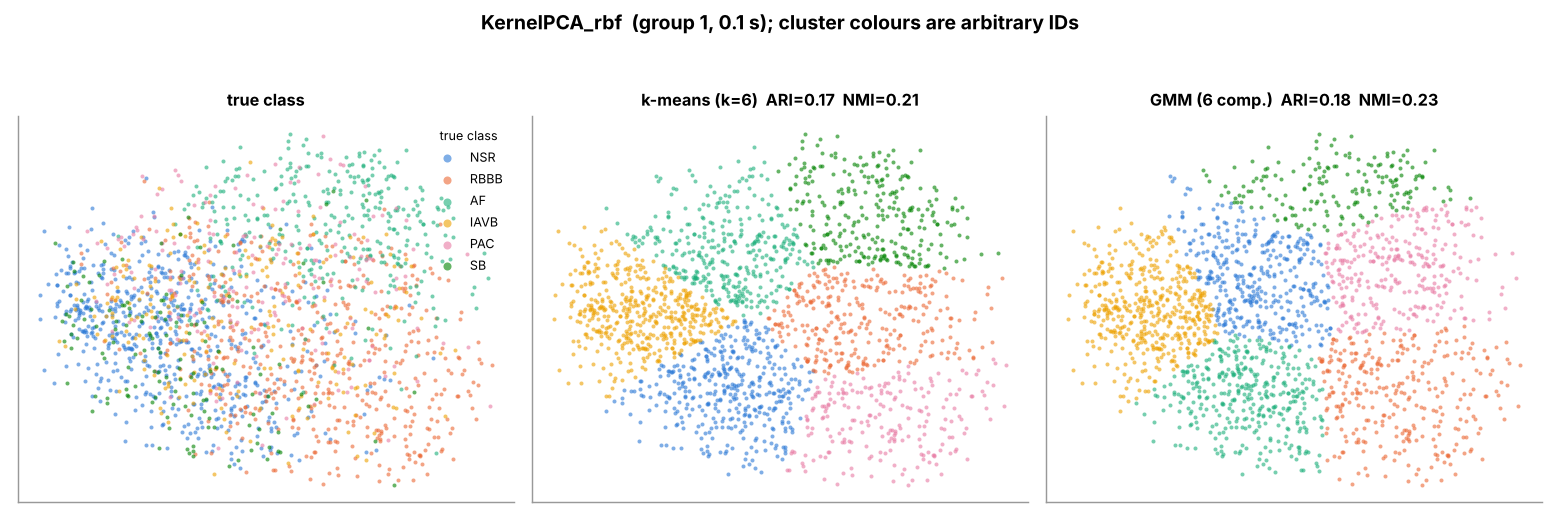 KernelPCA_rbf (group 1, 0.1 s); cluster colours are arbitrary IDs
true class
true class
NSR
RBBB
AF
IAVB
PAC
SB
k-means (k=6) ARI=0.17 NMI=0.21
GMM (6 comp.) ARI=0.18 NMI=0.23